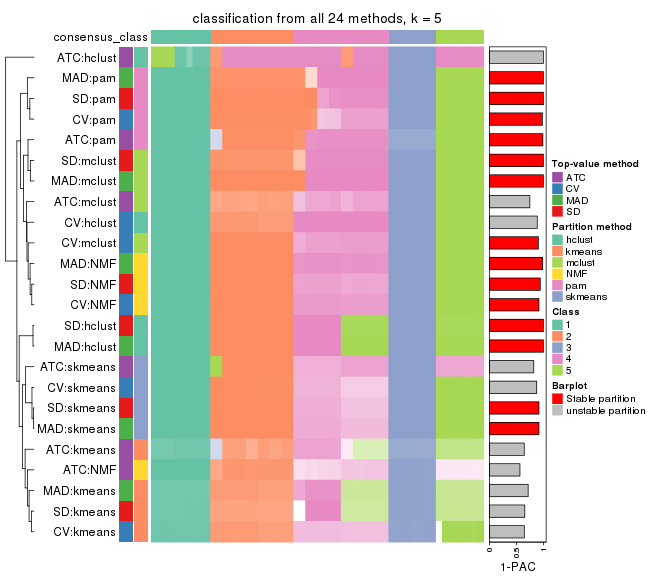 classification from all 24 methods, k = 5
consensus_class
ATC:hclust
MAD:pam
SD:pam
CV:pam
ATC:pam
SD:mclust
MAD:mclust
ATC:mclust
CV:hclust
CV:mclust
MAD:NMF
SD:NMF
CV:NMF
SD:hclust
MAD:hclust
ATC:skmeans
CV:skmeans
SD:skmeans
MAD:skmeans
ATC:kmeans
ATC:NMF
MAD:kmeans
SD:kmeans
CV:kmeans
0
0.5
1
1-PAC
Top-value method
ATC
CV
MAD
SD
Partition method
hclust
kmeans
mclust
NMF
pam
skmeans
Class
1
2
3
4
5
Barplot
Stable partition
unstable partition